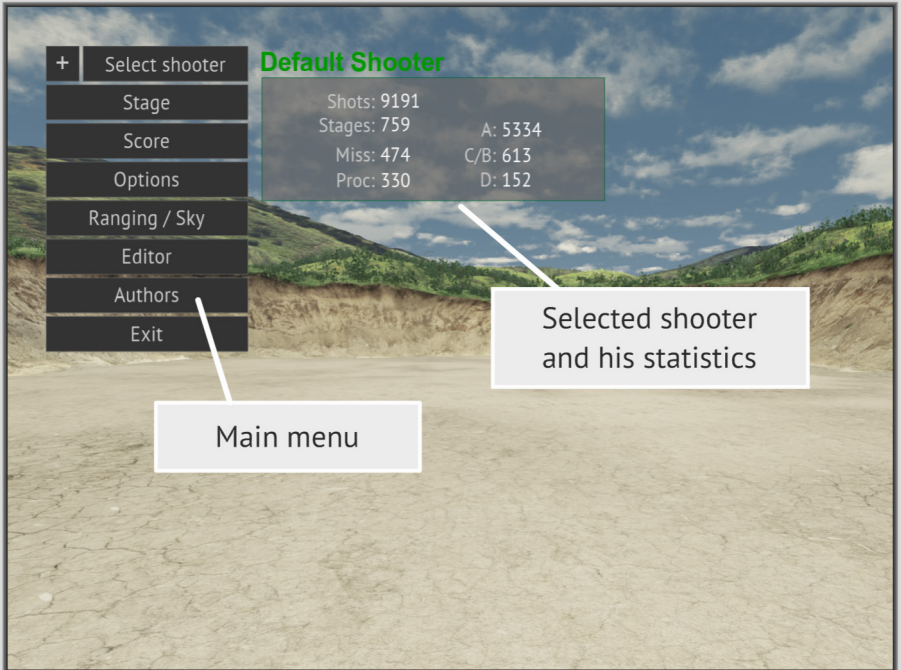 + Select shooter
Default Shooter
Stage
Score
Options
Ranging / Sky
Editor
Authors
Exit
Shots: 9191
Stages: 759
A: 5334
Miss: 474
C/B: 613
Proc: 330
D: 152
Selected shooter
and his statistics
Main menu